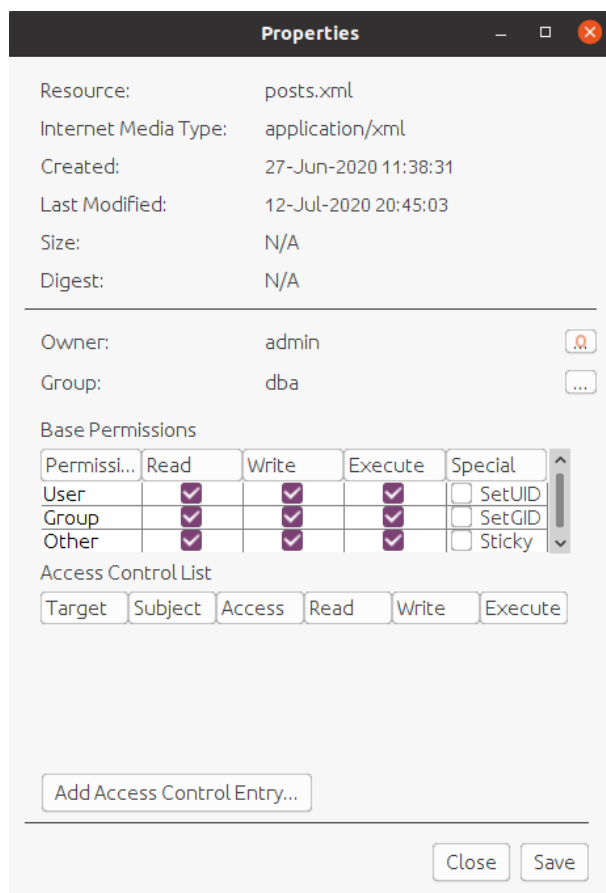 Properties
Resource: posts.xml
Internet Media Type: application/xml
Created: 27-Jun-2020 11:38:31
Last Modified: 12-Jul-2020 20:45:03
Size: N/A
Digest: N/A
Owner: admin
Group: dba
...
Base Permissions
Permissi... Read Write Execute Special
User SetUID
Group SetGID
Other Sticky
Access Control List
Target Subject Access Read Write Execute
Add Access Control Entry...
Close Save